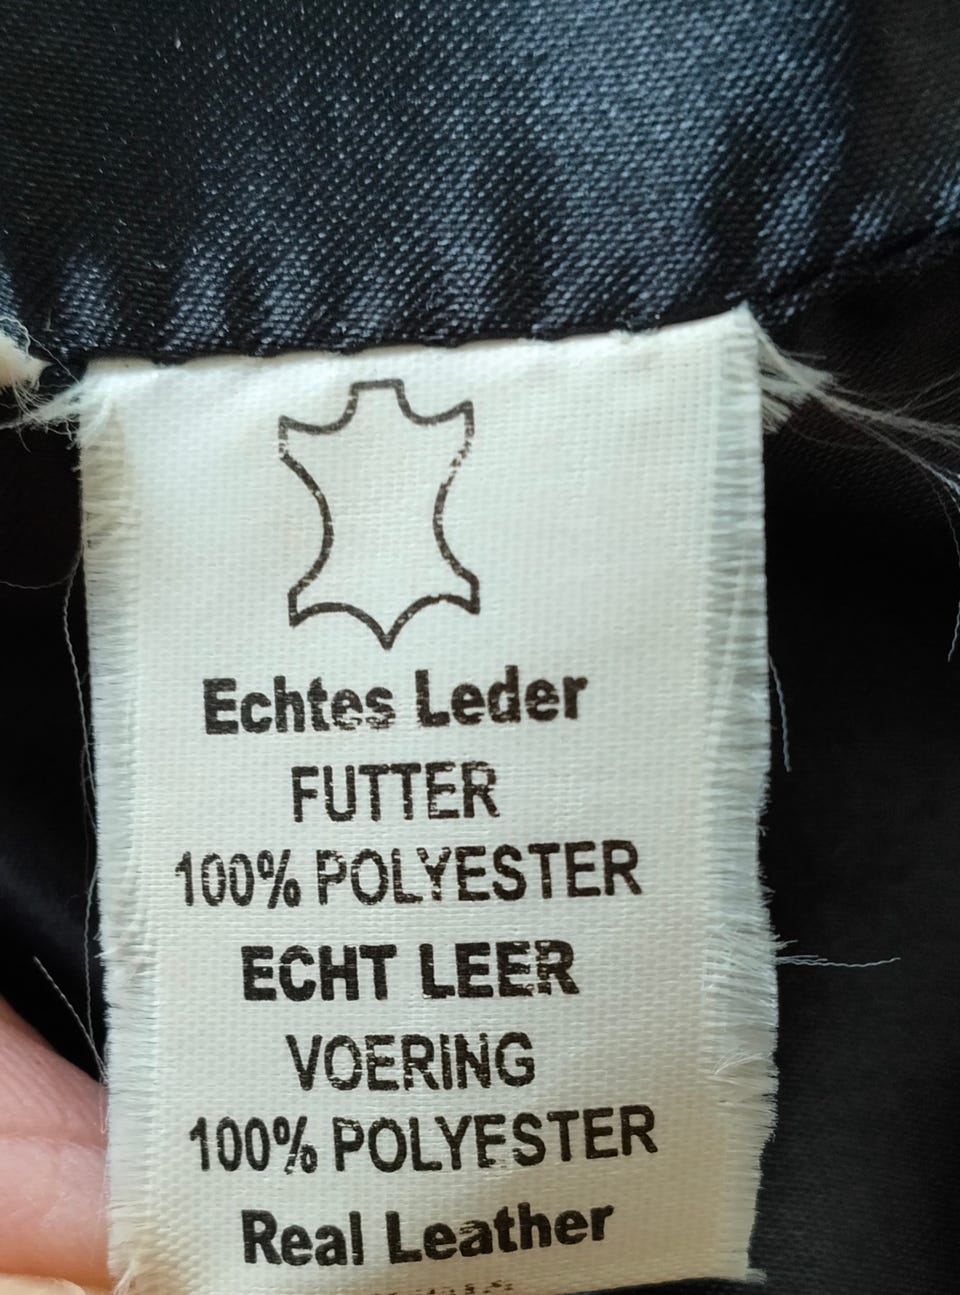 Echtes Leder
FUTTER
100% POLYESTER
ECHT LEER
VOERING
100% POLYESTER
Real Leather